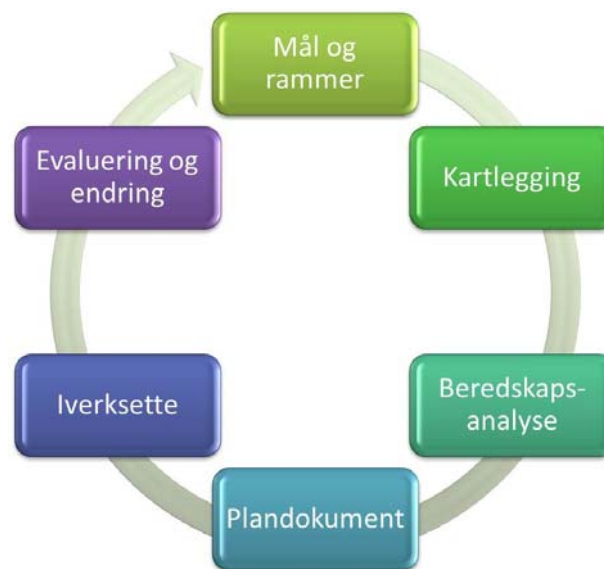 Mål og
rammer
Kartlegging
Beredskaps-
analyse
Plandokument
Iverksette
Evaluering og
endring